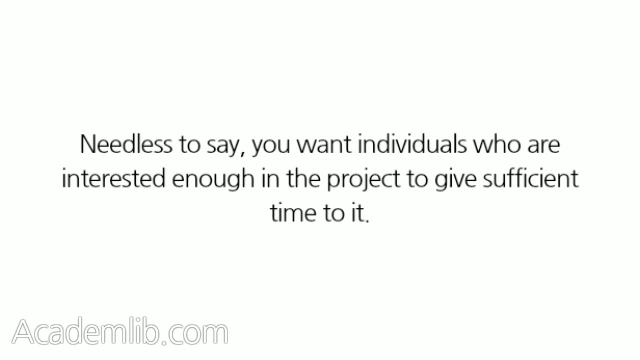 Needless to say, you want individuals who are
interested enough in the project to give sufficient
time to it.
Academlib.com